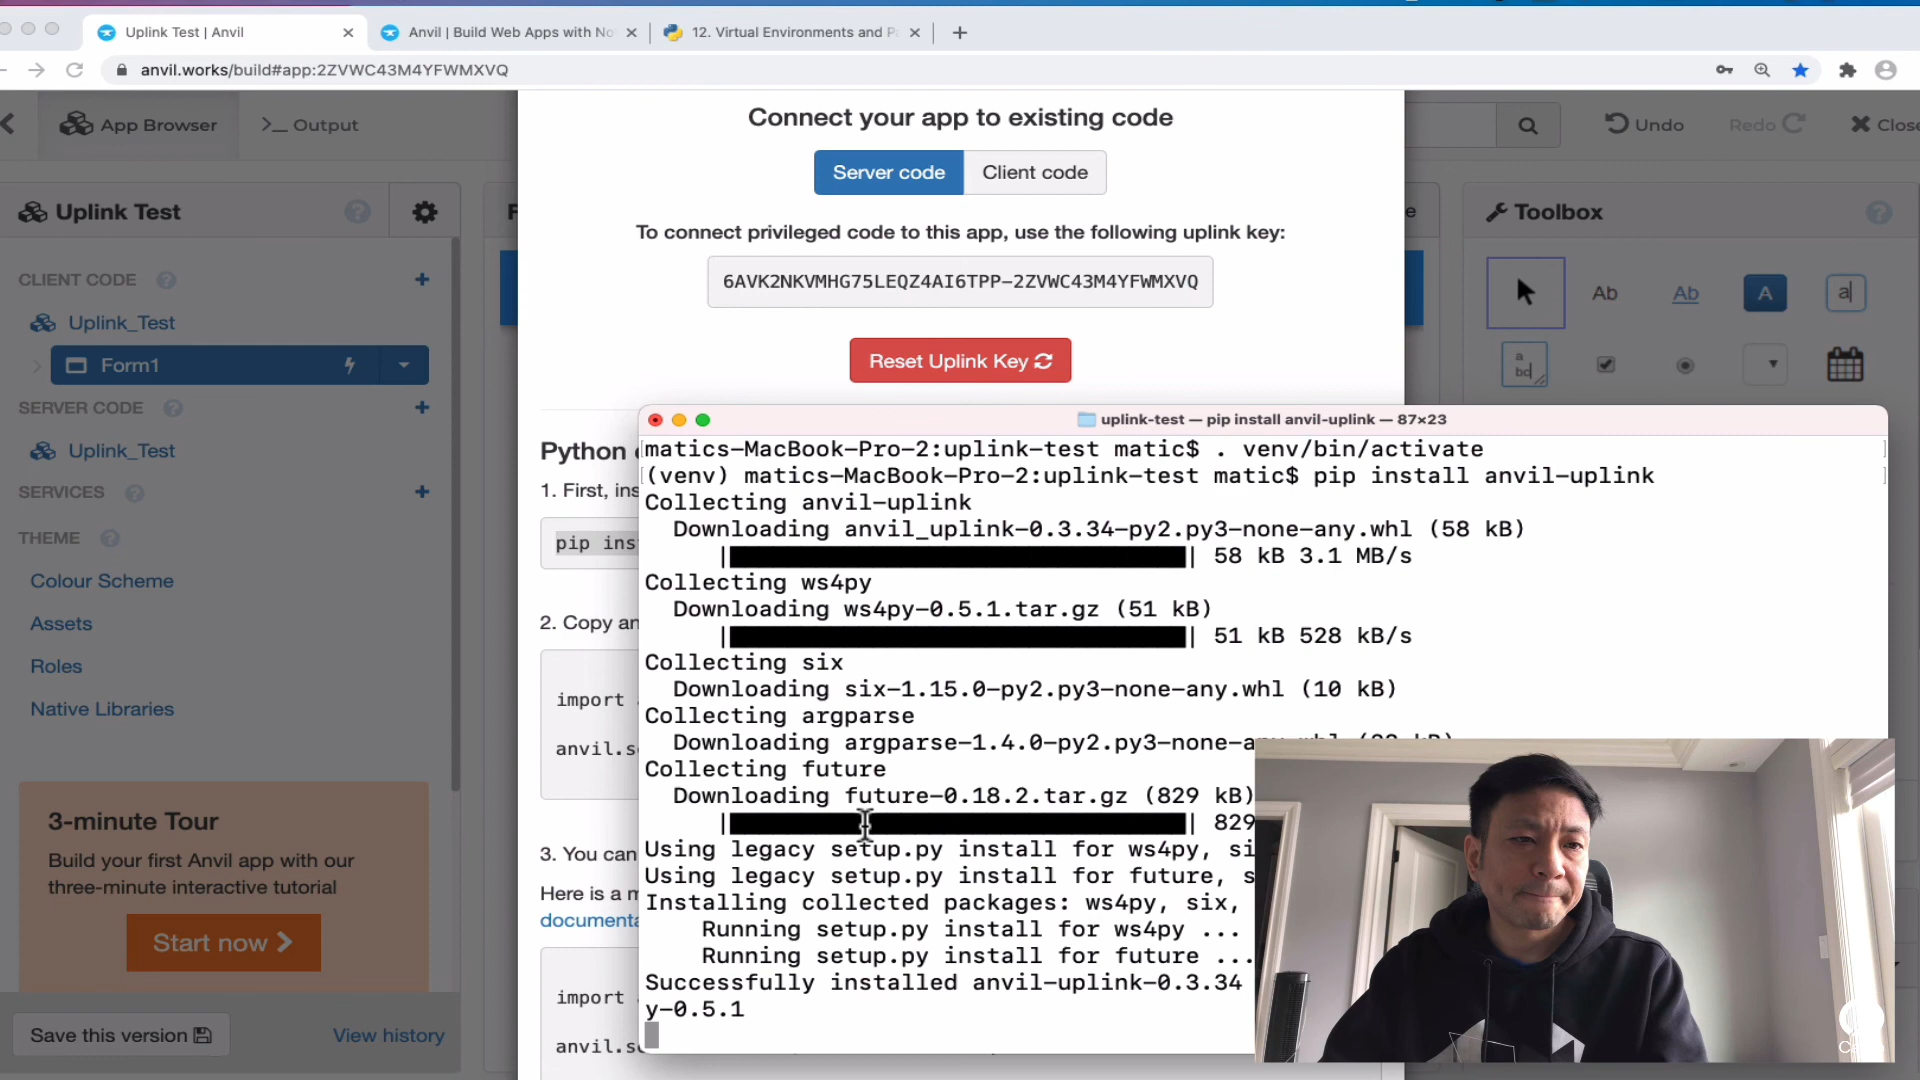 Uplink Test | Anvil
Anvil | Build Web Apps with No
12. Virtual Environments and P
anvil.works/build#app:2ZVWC43M4YFWMXVQ
App Browser
>_ Output
Undo
Redo
Close
Connect your app to existing code
Server code
Client code
To connect privileged code to this app, use the following uplink key:
6AVK2NKVMHG75LEQZ4AI6TPP-2ZVWC43M4YFWMXVQ
Reset Uplink Key
Uplink Test
CLIENT CODE
Uplink_Test
Form1
SERVER CODE
Uplink_Test
SERVICES
THEME
Colour Scheme
Assets
Roles
Native Libraries
3-minute Tour
Build your first Anvil app with our
three-minute interactive tutorial
Start now
Save this version
View history
Toolbox
Ab
Ab
A
a
a
bc
Python
1. First, ins
pip ins
2. Copy an
import
anvil.s
3. You can
Here is a m
documenta
import
anvil.s
uplink-test — pip install anvil-uplink — 87×23
matics-MacBook-Pro-2:uplink-test matic$ . venv/bin/activate
(venv) matics-MacBook-Pro-2:uplink-test matic$ pip install anvil-uplink
Collecting anvil-uplink
Downloading anvil_uplink-0.3.34-py2.py3-none-any.whl (58 kB)
58 kB 3.1 MB/s
Collecting ws4py
Downloading ws4py-0.5.1.tar.gz (51 kB)
51 kB 528 kB/s
Collecting six
Downloading six-1.15.0-py2.py3-none-any.whl (10 kB)
Collecting argparse
Downloading argparse-1.4.0-py2.py3-none-a
Collecting future
Downloading future-0.18.2.tar.gz (829 kB)
829
Using legacy setup.py install for ws4py, si
Using legacy setup.py install for future, s
Installing collected packages: ws4py, six,
Running setup.py install for ws4py ...
Running setup.py install for future ...
Successfully installed anvil-uplink-0.3.34
y-0.5.1